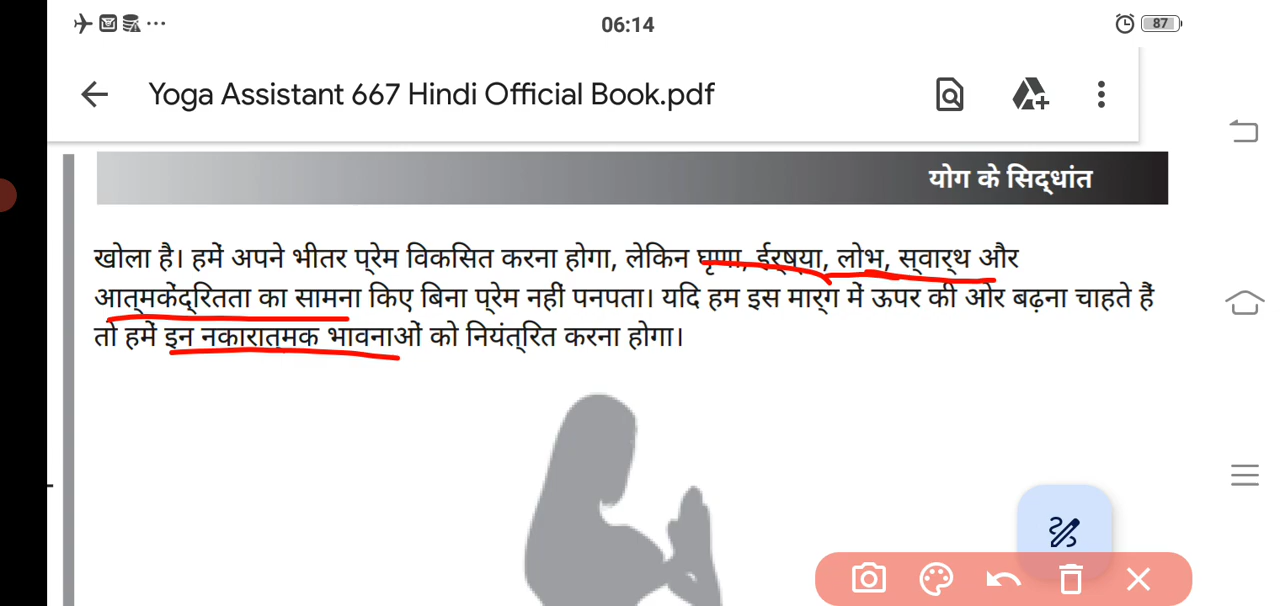 06:14
87
Yoga Assistant 667 Hindi Official Book.pdf
योग के सिद्धांत
खोला है। हमें अपने भीतर प्रेम विकसित करना होगा, लेकिन घृणा, ईर्ष्या, लोभ, स्वार्थ और
आत्मकेंद्रितता का सामना किए बिना प्रेम नहीं पनपता। यदि हम इस मार्ग में ऊपर की ओर बढ़ना चाहते हैं
तो हमें इन नकारात्मक भावनाओं को नियंत्रित करना होगा।